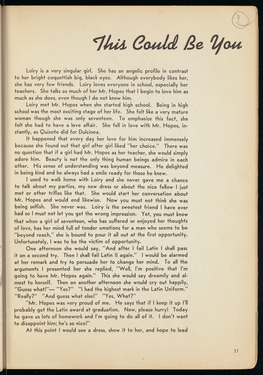 This Could Be You
Loiry is a very singular girl. She has an angelic profile in contrast
to her bright coquettish big, black eyes. Although everybody likes her,
she has very few friends. Loiry loves everyone in school, especially her
teachers. She talks so much of her Mr. Hopes that I begin to love him as
much as she does, even though I do not know him.
Loiry met Mr. Hopes when she started high school. Being in high
school was the most exciting stage of her life. She felt like a very mature
woman though she was only seventeen. To emphasize this fact, she
felt she had to have a love affair. She fell in love with Mr. Hopes, in-
stantly, as Quixote did for Dulcinea.
It happened that every day her love for him increased immensely
because she found out that girl after girl liked "her choice." There was
no question that if a girl had Mr. Hopes as her teacher, she would simply
adore him. Beauty is not the only thing human beings admire in each
other. His sense of understanding was beyond measure. He delighted
in being kind and he always had a smile ready for those he knew.
I used to walk home with Loiry and she never gave me a chance
to talk about my parties, my new dress or about the nice fellow I just
met or other trifles like that. She would start her conversation about
Mr. Hopes and would end likewise. Now you must not think she was
being selfish. She never was. Loiry is the sweetest friend I have ever
had so I must not let you get the wrong impression. Yet, you must know
that when a girl of seventeen, who has suffered or enjoyed her thoughts
of love, has her mind full of tender emotions for a man who seems to be
"beyond reach," she is bound to pour it all out at the first opportunity.
Unfortunately, I was to be the victim of opportunity.
One afternoon she would say, "And after I fail Latin I shall pass
it on a second try. Then I shall fail Latin II again." I would be alarmed
at her remark and try to persuade her to change her mind. To all the
arguments I presented her she replied, "Well, I'm positive that I'm
going to have Mr. Hopes again." This she would say dreamily and al-
most to herself. Then on another afternoon she would cry out happily,
"Guess what!"— "Yes?" "I had the highest mark in the Latin Uniform."
"Really?" "And guess what else!" "Yes, What?"
"Mr. Hopes was very proud of me. He says that if I keep it up I'll
probably get the Latin award at graduation. Now, please hurry! Today
he gave us lots of homework and I'm going to do all of it. I don't want
to disappoint him; he's so nice!"
At this point I would see a dress, show it to her, and hope to lead
37